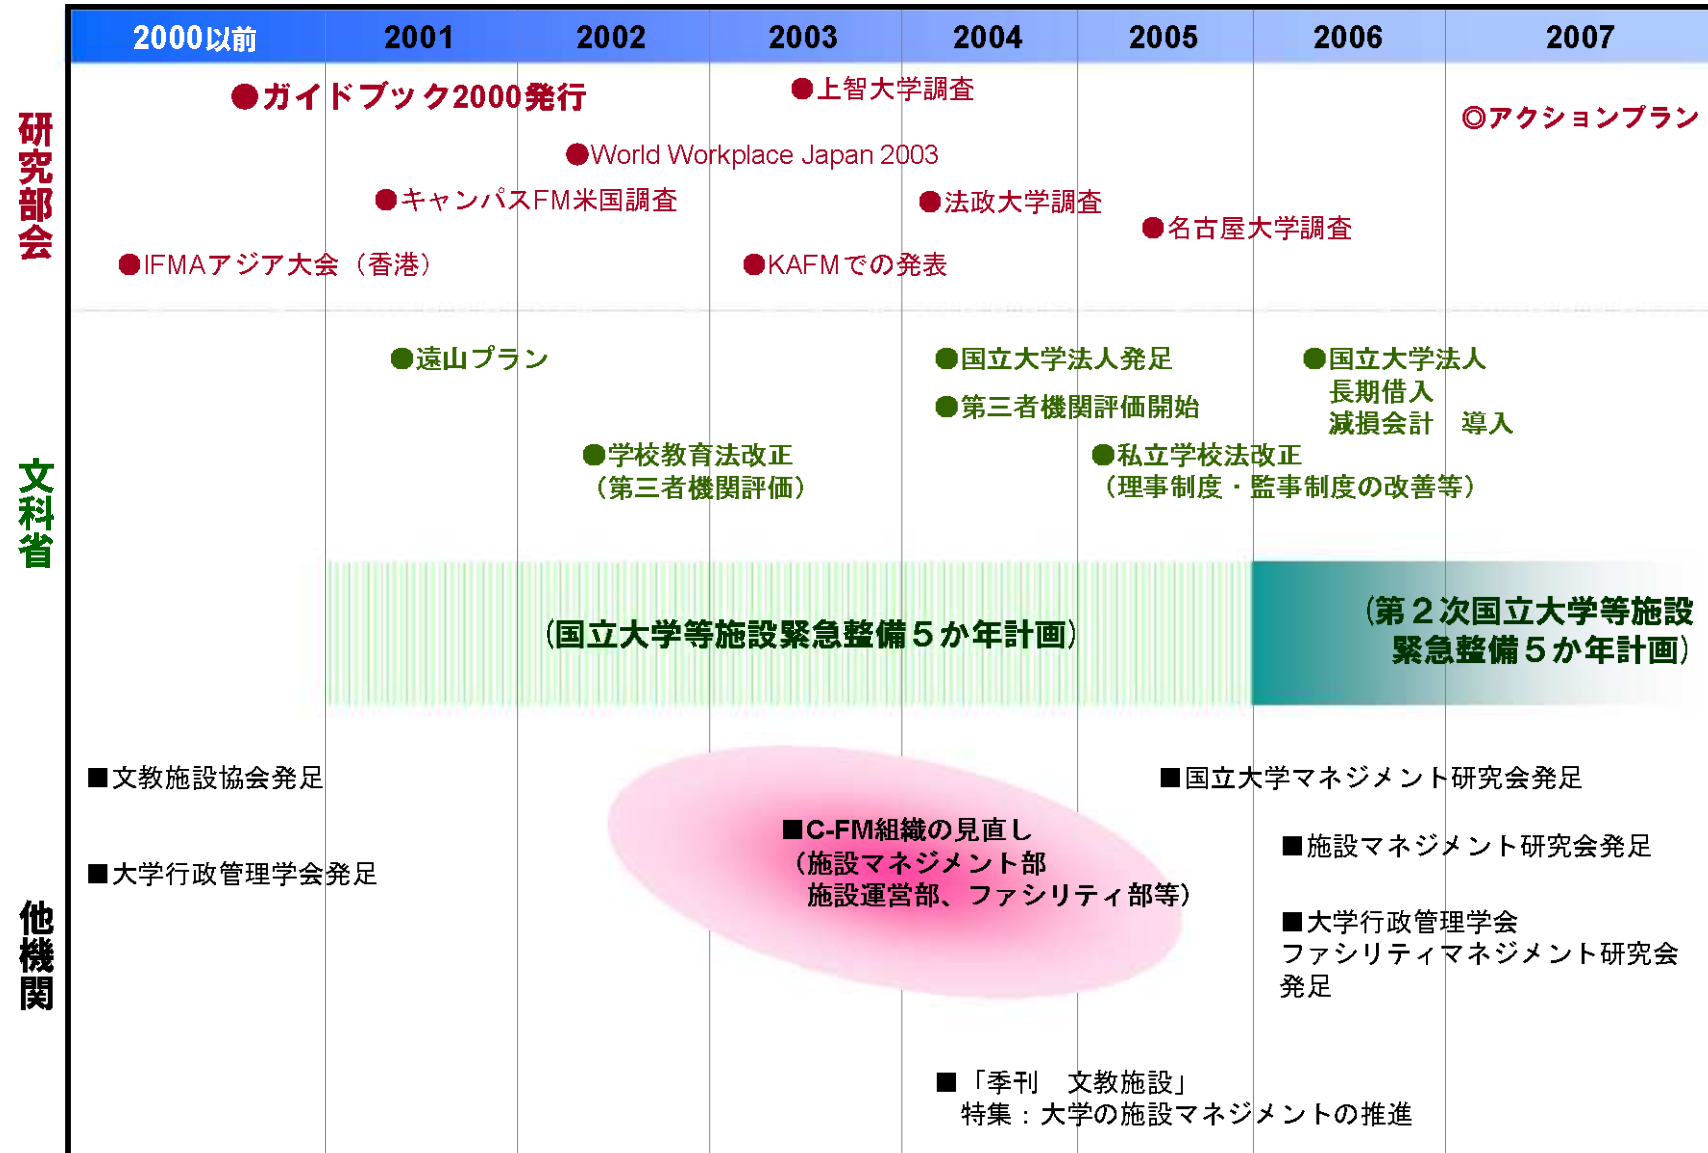 2000以前 2001 2002 2003 2004 2005 2006 2007
研究部会
●ガイドブック2000発行
●上智大学調査
◎アクションプラン
●World Workplace Japan 2003
●キャンパスFM米国調査
●法政大学調査
●名古屋大学調査
●IFMAアジア大会（香港）
●KAFMでの発表
文科省
●遠山プラン
●国立大学法人発足
●国立大学法人
長期借入
減損会計　導入
●第三者機関評価開始
●学校教育法改正
（第三者機関評価）
●私立学校法改正
（理事制度・監事制度の改善等）
(国立大学等施設緊急整備５か年計画)
(第２次国立大学等施設
緊急整備５か年計画)
他機関
■文教施設協会発足
■大学行政管理学会発足
■C-FM組織の見直し
（施設マネジメント部
施設運営部、ファシリティ部等）
■国立大学マネジメント研究会発足
■施設マネジメント研究会発足
■大学行政管理学会
ファシリティマネジメント研究会
発足
■「季刊　文教施設」
特集：大学の施設マネジメントの推進